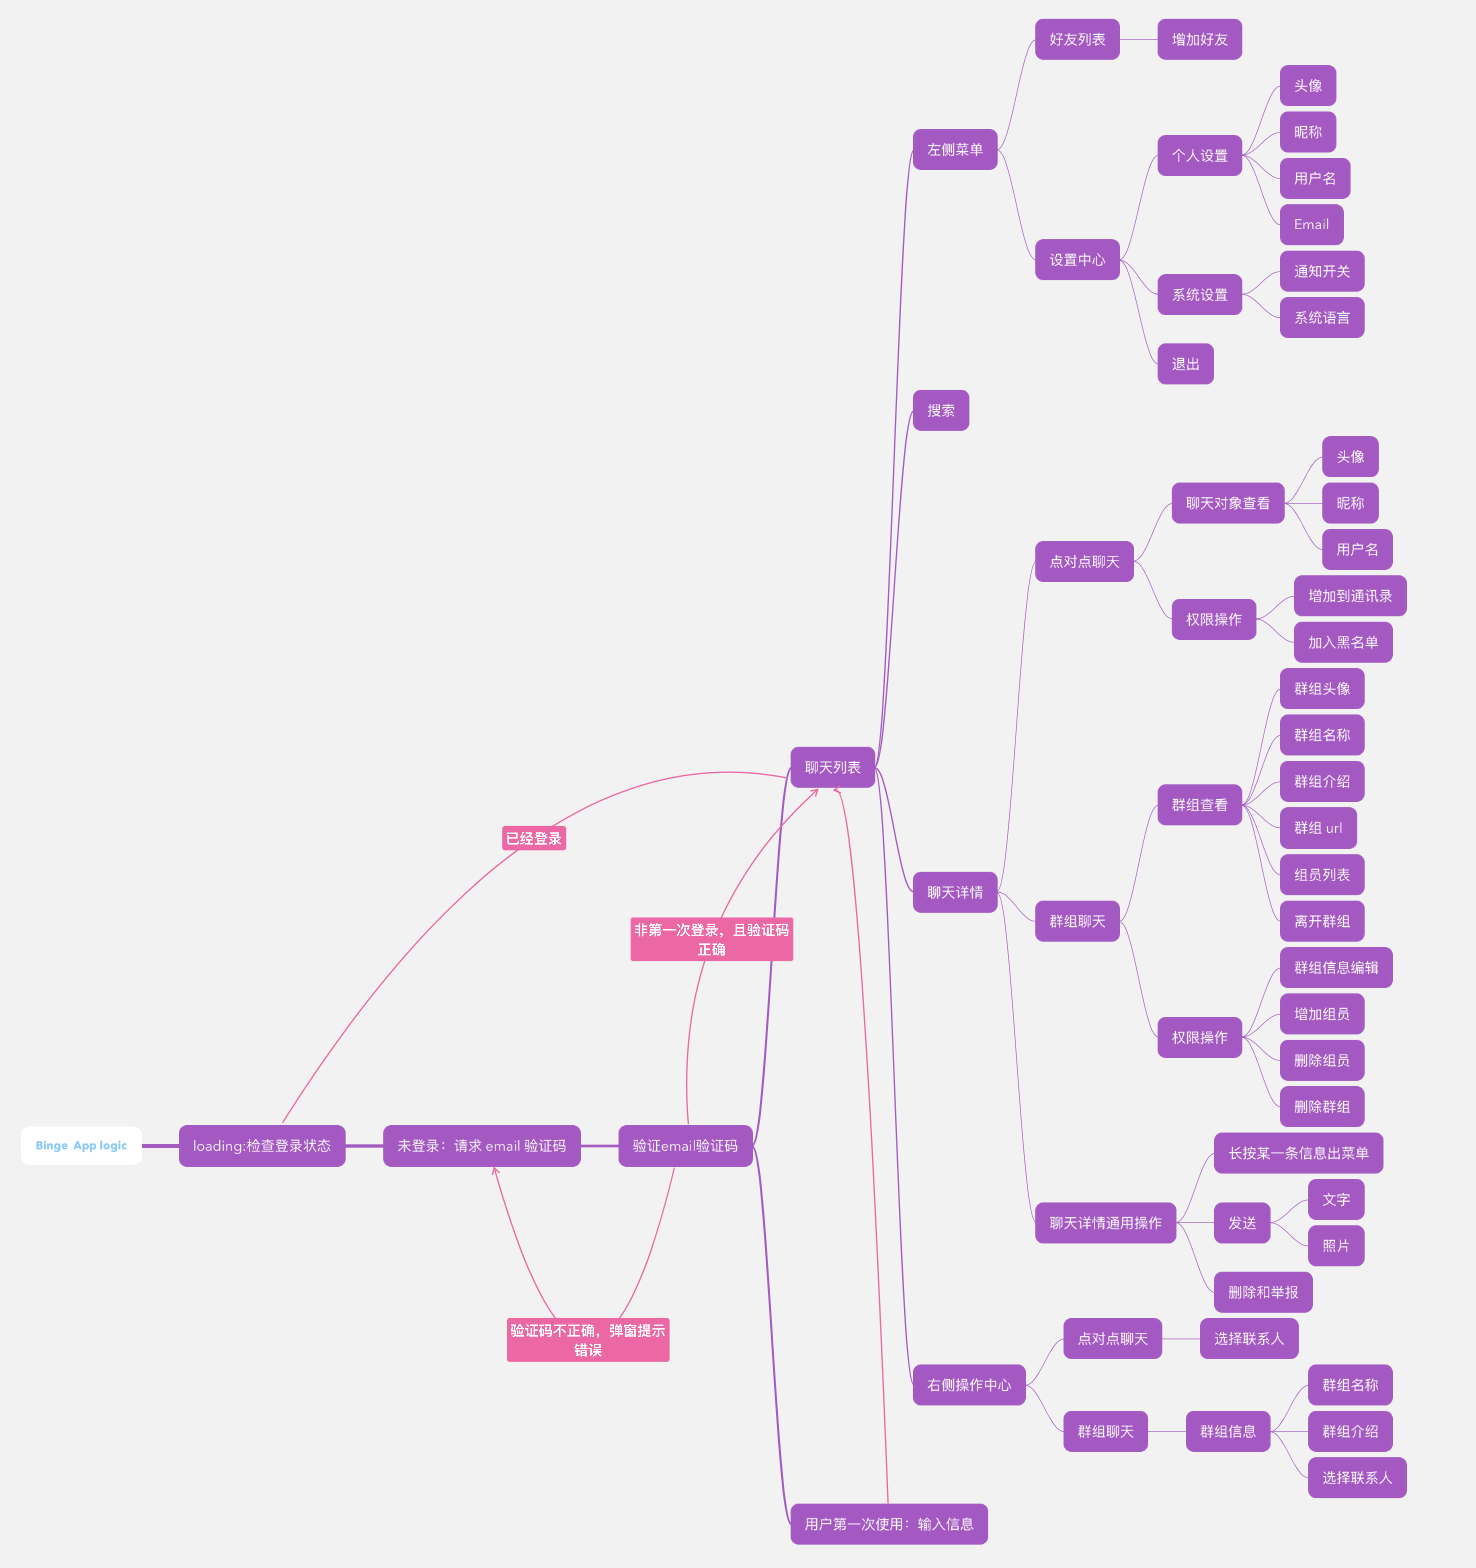 Binge App logic
loading:检查登录状态
未登录：请求 email 验证码
验证email验证码
已经登录
非第一次登录，且验证码
正确
验证码不正确，弹窗提示
错误
聊天列表
左侧菜单
好友列表
增加好友
设置中心
个人设置
头像
昵称
用户名
Email
系统设置
通知开关
系统语言
退出
搜索
聊天详情
点对点聊天
聊天对象查看
头像
昵称
用户名
权限操作
增加到通讯录
加入黑名单
群组聊天
群组查看
群组头像
群组名称
群组介绍
群组 url
组员列表
离开群组
权限操作
群组信息编辑
增加组员
删除组员
删除群组
聊天详情通用操作
长按某一条信息出菜单
发送
文字
照片
删除和举报
右侧操作中心
点对点聊天
选择联系人
群组聊天
群组信息
群组名称
群组介绍
选择联系人
用户第一次使用：输入信息